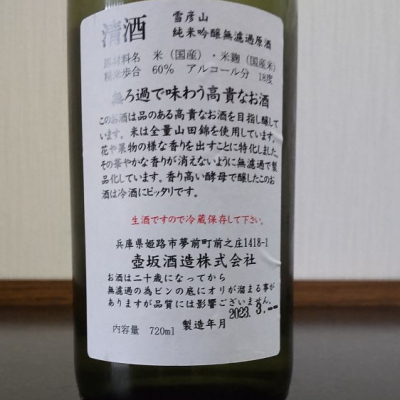 清酒
雪彦山
純米吟醸無濾過原酒
原材料名 米(国産)・米麹(国産米)
精米歩合 60% アルコール分 18度
無ろ過で味わう高貴なお酒
このお酒は品のある高貴なお酒を目指し醸して
います。米は全量山田錦を使用しています。
花や果物の様な香りを出すことに特化しました。
その華やかな香りが消えないように無濾過で製
品化しています。香り高い酵母で醸したこのお
酒は冷酒にピッタリです。
生酒ですので冷蔵保存して下さい。
兵庫県姫路市夢前町前之庄1418-1
壺坂酒造株式会社
お酒は二十歳になってから
無濾過の為ビンの底にオリが溜まる事が
ありますが品質には影響ございません。
2023. 3.--
内容量 720ml 製造年月